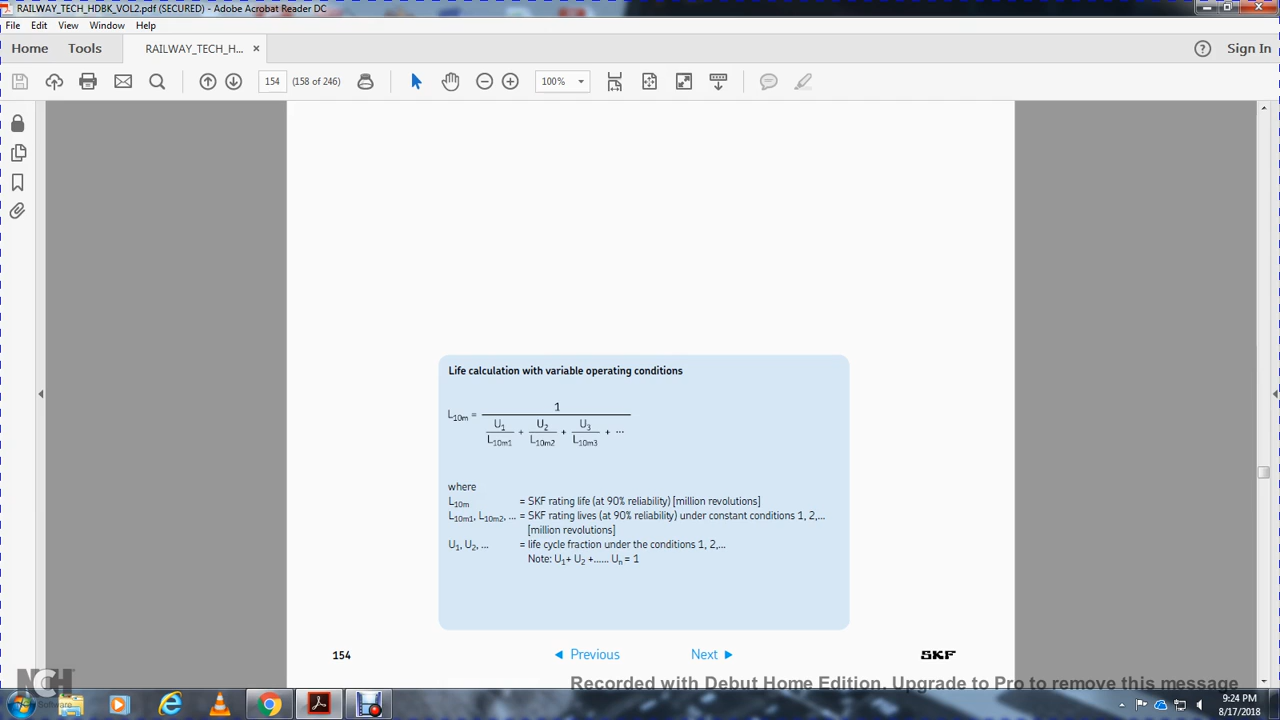 RAILWAY_TECH_HDBK_VOL2.pdf (SECURED) - Adobe Acrobat Reader DC
File Edit View Window Help
Home Tools RAILWAY_TECH_H... × Sign In
154 (158 of 246) 100%
Life calculation with variable operating conditions
1
L10m =
U1 U2 U3
+ + + ...
L10m1 L10m2 L10m3
where
L10m = SKF rating life (at 90% reliability) [million revolutions]
L10m1, L10m2, ... = SKF rating lives (at 90% reliability) under constant conditions 1, 2,...
[million revolutions]
U1, U2, ... = life cycle fraction under the conditions 1, 2,...
Note: U1+ U2 +...... Un = 1
154 Previous Next SKF
NCH Software
Recorded with Debut Home Edition. Upgrade to Pro to remove this message
9:24 PM
8/17/2018